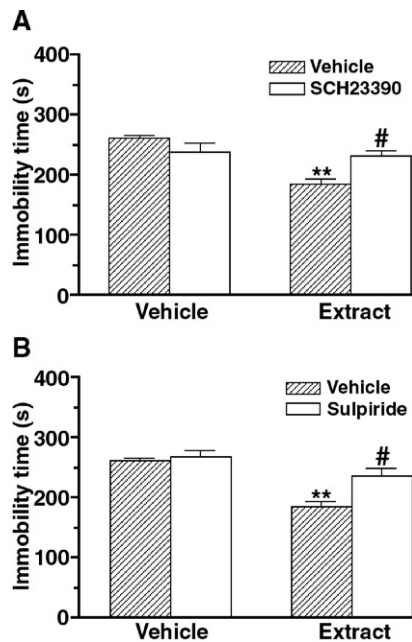 A
Immobility time (s)
400
300
200
100
0
Vehicle
SCH23390
**
#
Vehicle
Extract
B
Immobility time (s)
400
300
200
100
0
Vehicle
Sulpiride
**
#
Vehicle
Extract